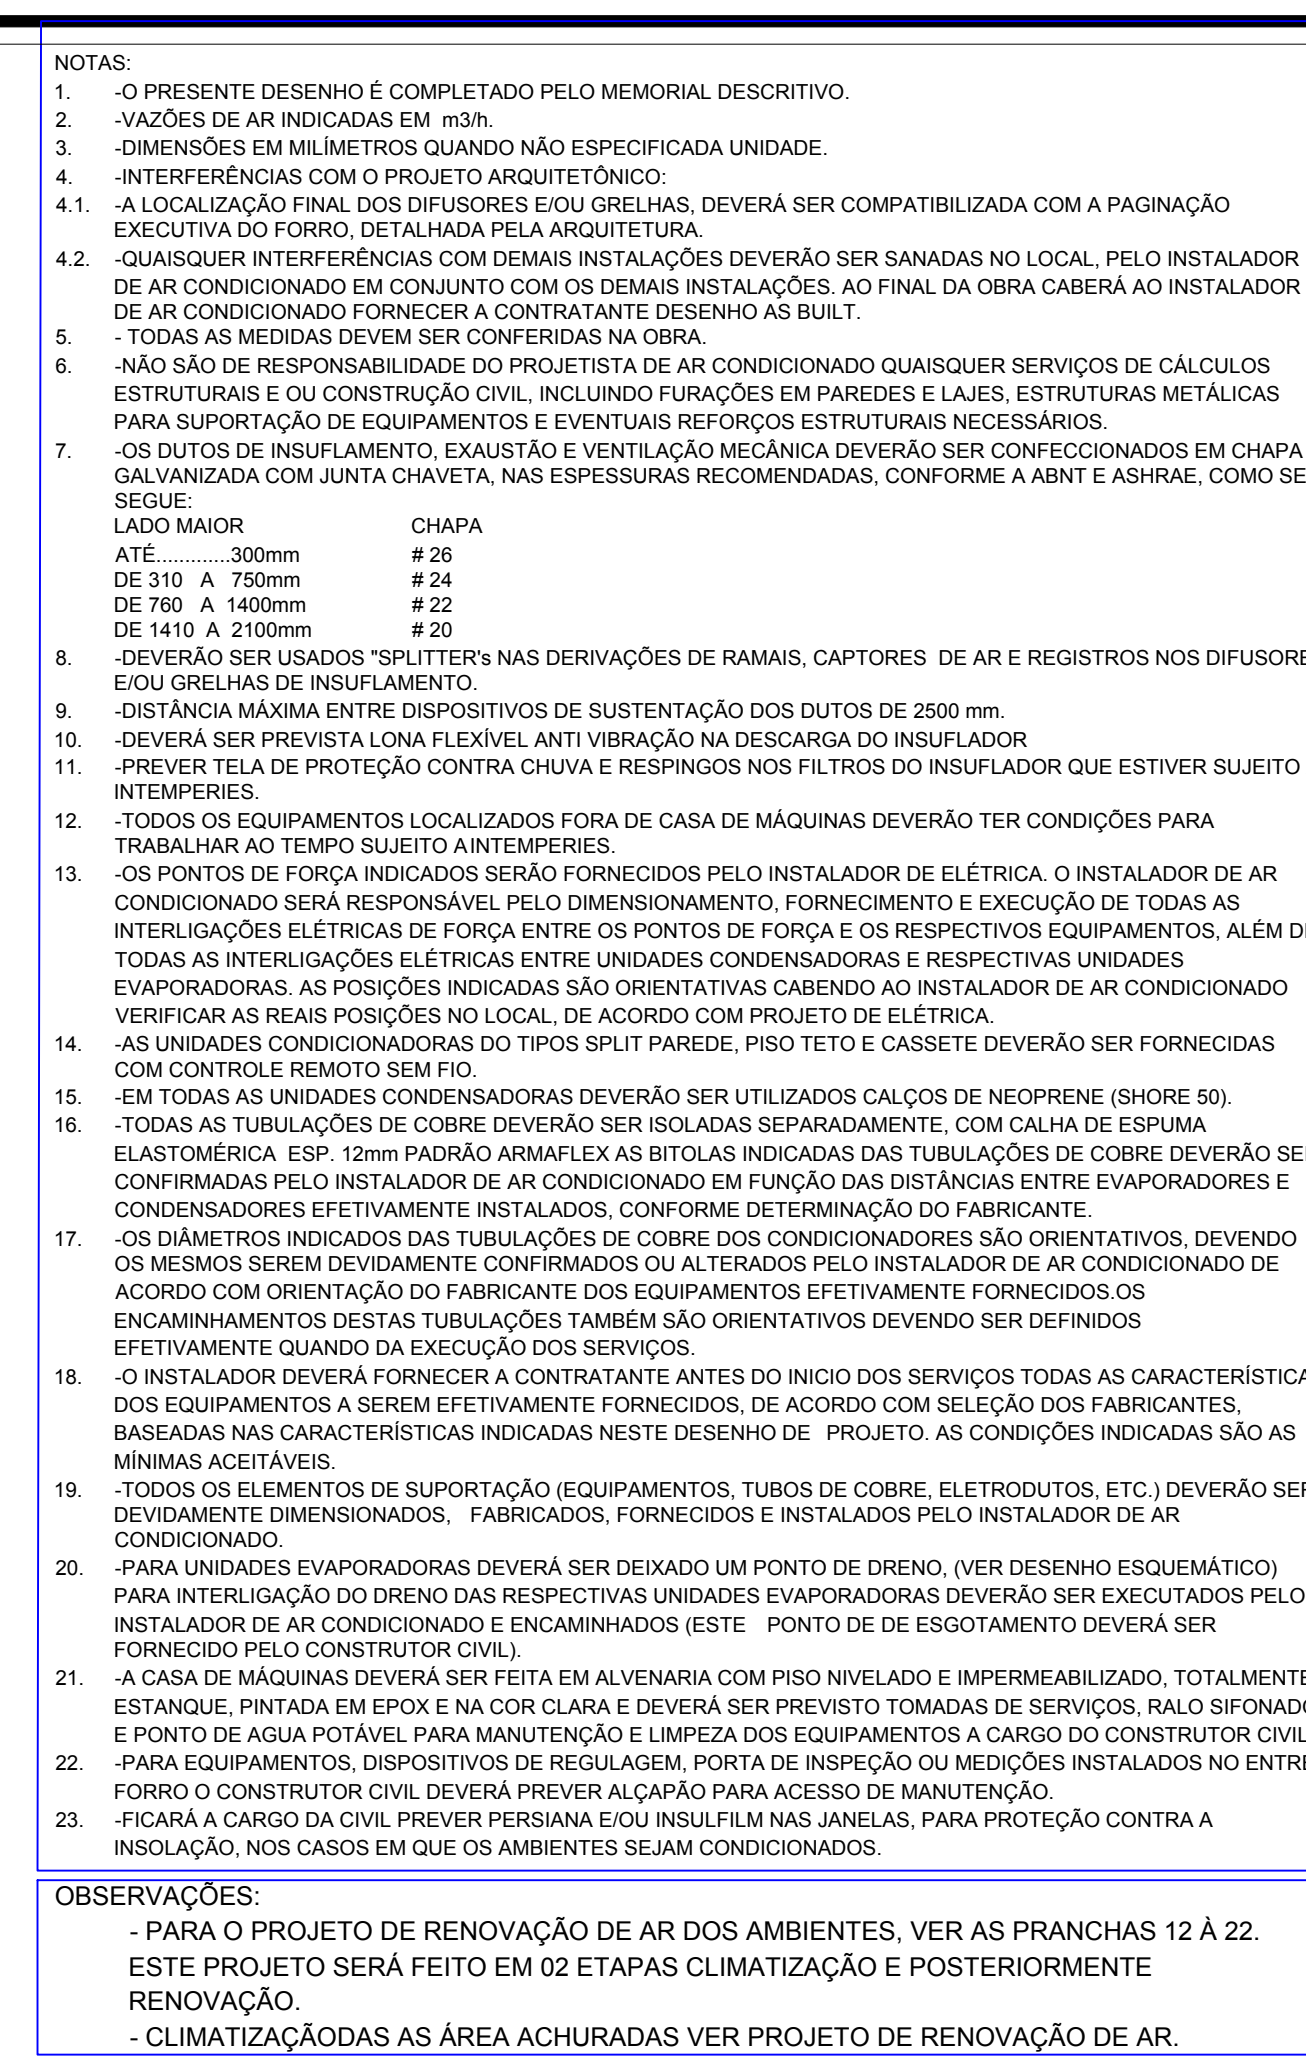 NOTAS:
1. -O PRESENTE DESENHO É COMPLETADO PELO MEMORIAL DESCRITIVO.
2. -VAZÕES DE AR INDICADAS EM m3/h.
3. -DIMENSÕES EM MILÍMETROS QUANDO NÃO ESPECIFICADA UNIDADE.
4. -INTERFERÊNCIAS COM O PROJETO ARQUITETÔNICO:
4.1. -A LOCALIZAÇÃO FINAL DOS DIFUSORES E/OU GRELHAS, DEVERÁ SER COMPATIBILIZADA COM A PAGINAÇÃO
EXECUTIVA DO FORRO, DETALHADA PELA ARQUITETURA.
4.2. -QUAISQUER INTERFERÊNCIAS COM DEMAIS INSTALAÇÕES DEVERÃO SER SANADAS NO LOCAL, PELO INSTALADOR
DE AR CONDICIONADO EM CONJUNTO COM OS DEMAIS INSTALAÇÕES. AO FINAL DA OBRA CABERÁ AO INSTALADOR
DE AR CONDICIONADO FORNECER A CONTRATANTE DESENHO AS BUILT.
5. - TODAS AS MEDIDAS DEVEM SER CONFERIDAS NA OBRA.
6. -NÃO SÃO DE RESPONSABILIDADE DO PROJETISTA DE AR CONDICIONADO QUAISQUER SERVIÇOS DE CÁLCULOS
ESTRUTURAIS E OU CONSTRUÇÃO CIVIL, INCLUINDO FURAÇÕES EM PAREDES E LAJES, ESTRUTURAS METÁLICAS
PARA SUPORTAÇÃO DE EQUIPAMENTOS E EVENTUAIS REFORÇOS ESTRUTURAIS NECESSÁRIOS.
7. -OS DUTOS DE INSUFLAMENTO, EXAUSTÃO E VENTILAÇÃO MECÂNICA DEVERÃO SER CONFECCIONADOS EM CHAPA
GALVANIZADA COM JUNTA CHAVETA, NAS ESPESSURAS RECOMENDADAS, CONFORME A ABNT E ASHRAE, COMO SE
SEGUE:
LADO MAIOR CHAPA
ATÉ.............300mm # 26
DE 310 A 750mm # 24
DE 760 A 1400mm # 22
DE 1410 A 2100mm # 20
8. -DEVERÃO SER USADOS "SPLITTER's NAS DERIVAÇÕES DE RAMAIS, CAPTORES DE AR E REGISTROS NOS DIFUSORE
E/OU GRELHAS DE INSUFLAMENTO.
9. -DISTÂNCIA MÁXIMA ENTRE DISPOSITIVOS DE SUSTENTAÇÃO DOS DUTOS DE 2500 mm.
10. -DEVERÁ SER PREVISTA LONA FLEXÍVEL ANTI VIBRAÇÃO NA DESCARGA DO INSUFLADOR
11. -PREVER TELA DE PROTEÇÃO CONTRA CHUVA E RESPINGOS NOS FILTROS DO INSUFLADOR QUE ESTIVER SUJEITO
INTEMPERIES.
12. -TODOS OS EQUIPAMENTOS LOCALIZADOS FORA DE CASA DE MÁQUINAS DEVERÃO TER CONDIÇÕES PARA
TRABALHAR AO TEMPO SUJEITO A INTEMPERIES.
13. -OS PONTOS DE FORÇA INDICADOS SERÃO FORNECIDOS PELO INSTALADOR DE ELÉTRICA. O INSTALADOR DE AR
CONDICIONADO SERÁ RESPONSÁVEL PELO DIMENSIONAMENTO, FORNECIMENTO E EXECUÇÃO DE TODAS AS
INTERLIGAÇÕES ELÉTRICAS DE FORÇA ENTRE OS PONTOS DE FORÇA E OS RESPECTIVOS EQUIPAMENTOS, ALÉM DE
TODAS AS INTERLIGAÇÕES ELÉTRICAS ENTRE UNIDADES CONDENSADORAS E RESPECTIVAS UNIDADES
EVAPORADORAS. AS POSIÇÕES INDICADAS SÃO ORIENTATIVAS CABENDO AO INSTALADOR DE AR CONDICIONADO
VERIFICAR AS REAIS POSIÇÕES NO LOCAL, DE ACORDO COM PROJETO DE ELÉTRICA.
14. -AS UNIDADES CONDICIONADORAS DO TIPOS SPLIT PAREDE, PISO TETO E CASSETE DEVERÃO SER FORNECIDAS
COM CONTROLE REMOTO SEM FIO.
15. -EM TODAS AS UNIDADES CONDENSADORAS DEVERÃO SER UTILIZADOS CALÇOS DE NEOPRENE (SHORE 50).
16. -TODAS AS TUBULAÇÕES DE COBRE DEVERÃO SER ISOLADAS SEPARADAMENTE, COM CALHA DE ESPUMA
ELASTOMÉRICA ESP. 12mm PADRÃO ARMAFLEX AS BITOLAS INDICADAS DAS TUBULAÇÕES DE COBRE DEVERÃO SER
CONFIRMADAS PELO INSTALADOR DE AR CONDICIONADO EM FUNÇÃO DAS DISTÂNCIAS ENTRE EVAPORADORES E
CONDENSADORES EFETIVAMENTE INSTALADOS, CONFORME DETERMINAÇÃO DO FABRICANTE.
17. -OS DIÂMETROS INDICADOS DAS TUBULAÇÕES DE COBRE DOS CONDICIONADORES SÃO ORIENTATIVOS, DEVENDO
OS MESMOS SEREM DEVIDAMENTE CONFIRMADOS OU ALTERADOS PELO INSTALADOR DE AR CONDICIONADO DE
ACORDO COM ORIENTAÇÃO DO FABRICANTE DOS EQUIPAMENTOS EFETIVAMENTE FORNECIDOS.OS
ENCAMINHAMENTOS DESTAS TUBULAÇÕES TAMBÉM SÃO ORIENTATIVOS DEVENDO SER DEFINIDOS
EFETIVAMENTE QUANDO DA EXECUÇÃO DOS SERVIÇOS.
18. -O INSTALADOR DEVERÁ FORNECER A CONTRATANTE ANTES DO INICIO DOS SERVIÇOS TODAS AS CARACTERÍSTICA
DOS EQUIPAMENTOS A SEREM EFETIVAMENTE FORNECIDOS, DE ACORDO COM SELEÇÃO DOS FABRICANTES,
BASEADAS NAS CARACTERÍSTICAS INDICADAS NESTE DESENHO DE PROJETO. AS CONDIÇÕES INDICADAS SÃO AS
MÍNIMAS ACEITÁVEIS.
19. -TODOS OS ELEMENTOS DE SUPORTAÇÃO (EQUIPAMENTOS, TUBOS DE COBRE, ELETRODUTOS, ETC.) DEVERÃO SER
DEVIDAMENTE DIMENSIONADOS, FABRICADOS, FORNECIDOS E INSTALADOS PELO INSTALADOR DE AR
CONDICIONADO.
20. -PARA UNIDADES EVAPORADORAS DEVERÁ SER DEIXADO UM PONTO DE DRENO, (VER DESENHO ESQUEMÁTICO)
PARA INTERLIGAÇÃO DO DRENO DAS RESPECTIVAS UNIDADES EVAPORADORAS DEVERÃO SER EXECUTADOS PELO
INSTALADOR DE AR CONDICIONADO E ENCAMINHADOS (ESTE PONTO DE DE ESGOTAMENTO DEVERÁ SER
FORNECIDO PELO CONSTRUTOR CIVIL).
21. -A CASA DE MÁQUINAS DEVERÁ SER FEITA EM ALVENARIA COM PISO NIVELADO E IMPERMEABILIZADO, TOTALMENTE
ESTANQUE, PINTADA EM EPOX E NA COR CLARA E DEVERÁ SER PREVISTO TOMADAS DE SERVIÇOS, RALO SIFONADO
E PONTO DE AGUA POTÁVEL PARA MANUTENÇÃO E LIMPEZA DOS EQUIPAMENTOS A CARGO DO CONSTRUTOR CIVIL
22. -PARA EQUIPAMENTOS, DISPOSITIVOS DE REGULAGEM, PORTA DE INSPEÇÃO OU MEDIÇÕES INSTALADOS NO ENTRE
FORRO O CONSTRUTOR CIVIL DEVERÁ PREVER ALÇAPÃO PARA ACESSO DE MANUTENÇÃO.
23. -FICARÁ A CARGO DA CIVIL PREVER PERSIANA E/OU INSULFILM NAS JANELAS, PARA PROTEÇÃO CONTRA A
INSOLAÇÃO, NOS CASOS EM QUE OS AMBIENTES SEJAM CONDICIONADOS.
OBSERVAÇÕES:
- PARA O PROJETO DE RENOVAÇÃO DE AR DOS AMBIENTES, VER AS PRANCHAS 12 À 22.
ESTE PROJETO SERÁ FEITO EM 02 ETAPAS CLIMATIZAÇÃO E POSTERIORMENTE
RENOVAÇÃO.
- CLIMATIZAÇÃODAS AS ÁREA ACHURADAS VER PROJETO DE RENOVAÇÃO DE AR.